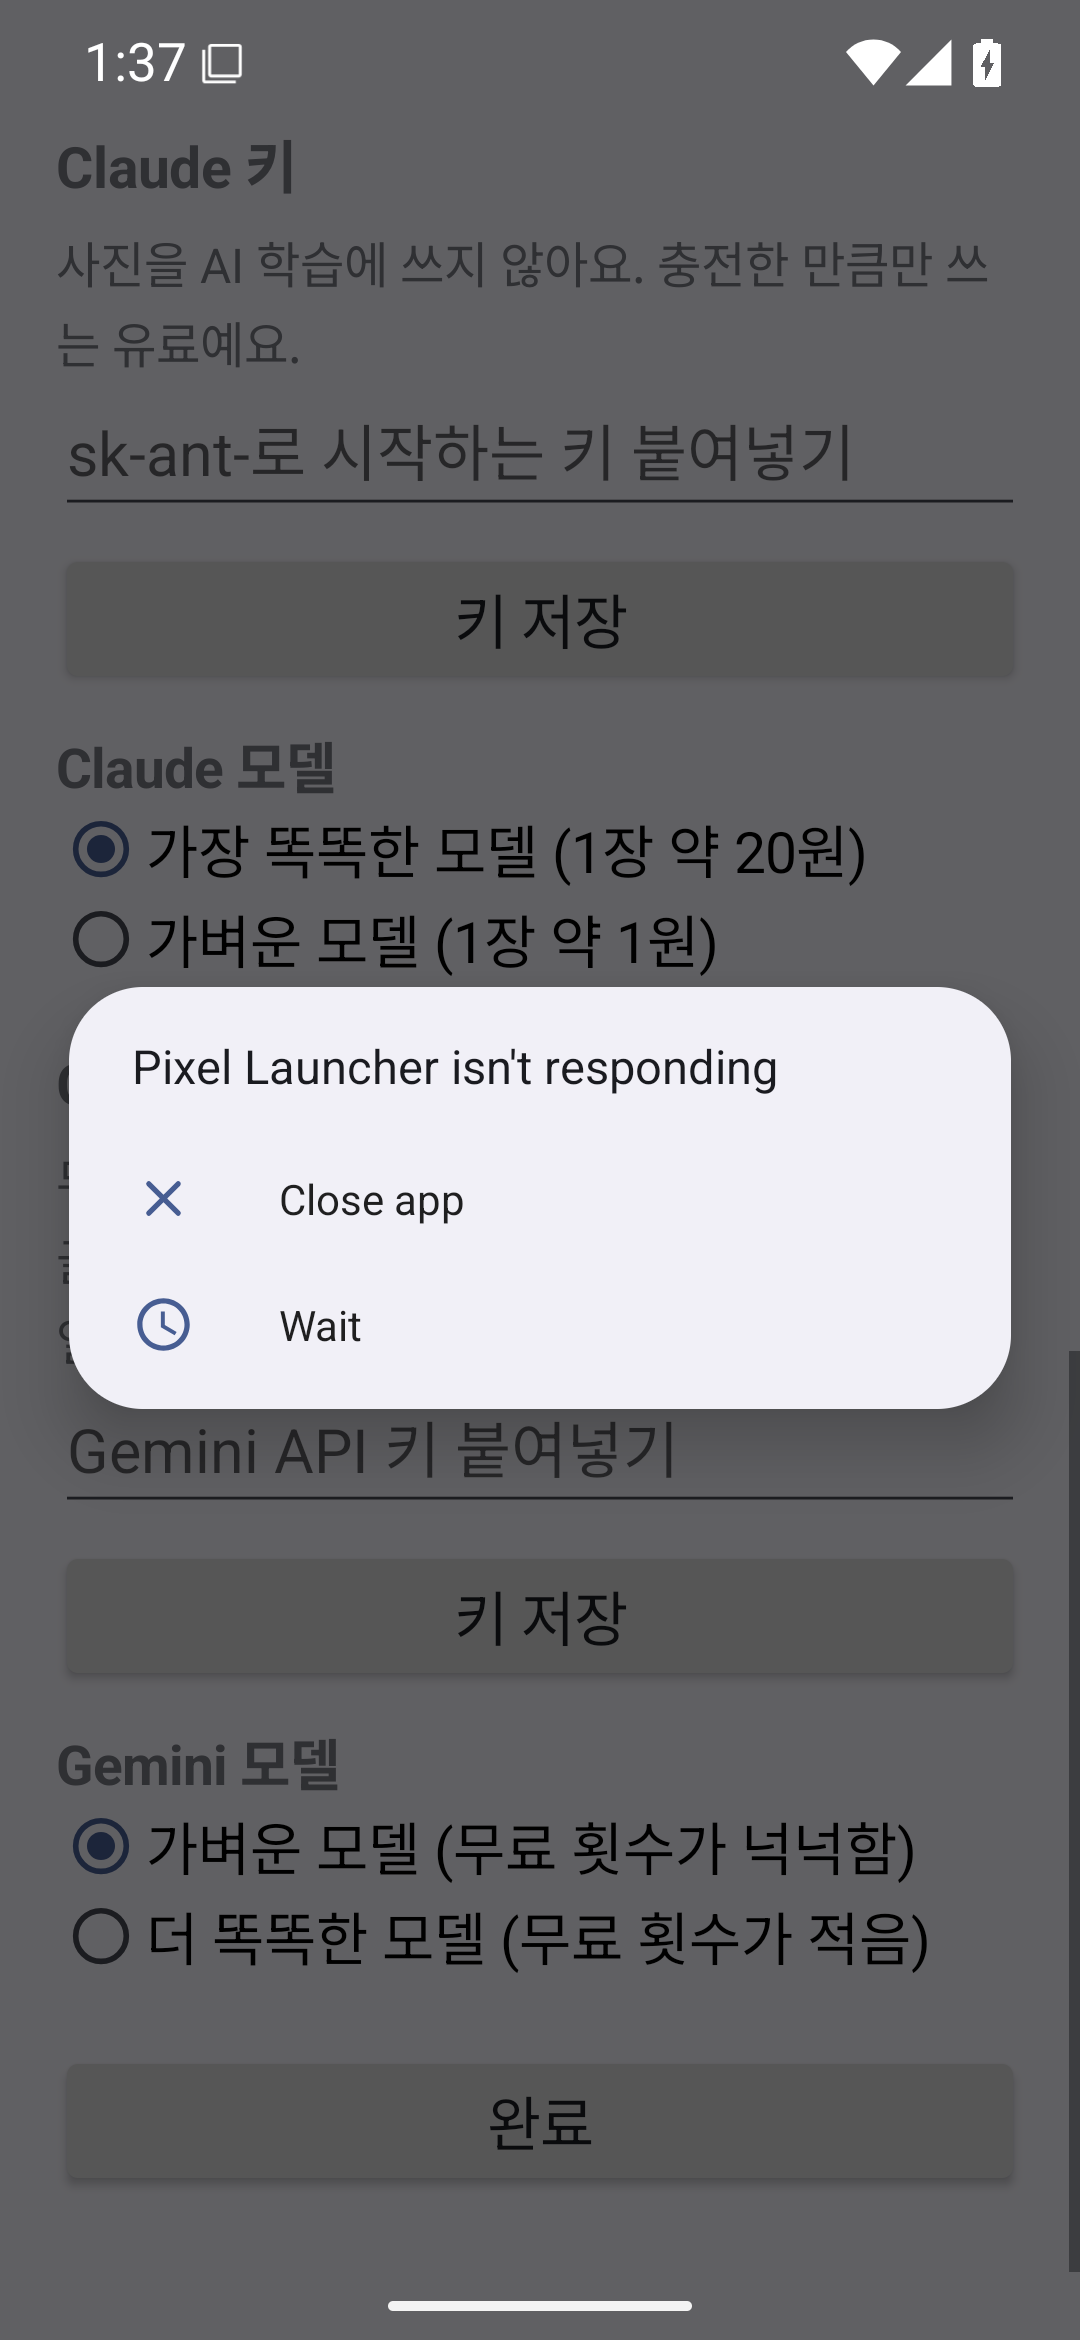 1:37
Claude 키
사진을 AI 학습에 쓰지 않아요. 충전한 만큼만 쓰
는 유료예요.
sk-ant-로 시작하는 키 붙여넣기
키 저장
Claude 모델
가장 똑똑한 모델 (1장 약 20원)
가벼운 모델 (1장 약 1원)
Pixel Launcher isn't responding
Close app
Wait
Gemini API 키 붙여넣기
키 저장
Gemini 모델
가벼운 모델 (무료 횟수가 넉넉함)
더 똑똑한 모델 (무료 횟수가 적음)
완료